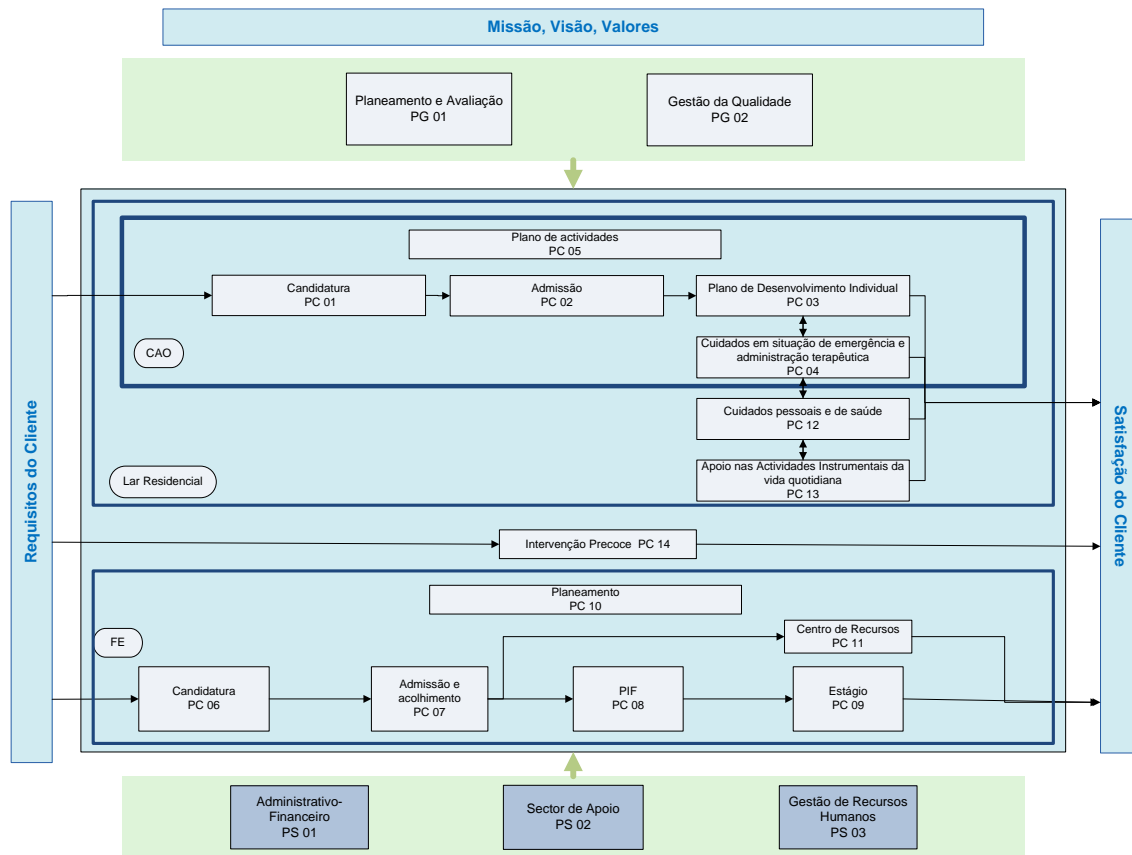 Missão, Visão, Valores
Planeamento e Avaliação
PG 01
Gestão da Qualidade
PG 02
Requisitos do Cliente
Plano de actividades
PC 05
Candidatura
PC 01
Admissão
PC 02
Plano de Desenvolvimento Individual
PC 03
CAO
Cuidados em situação de emergência e
administração terapêutica
PC 04
Cuidados pessoais e de saúde
PC 12
Lar Residencial
Apoio nas Actividades Instrumentais da
vida quotidiana
PC 13
Intervenção Precoce PC 14
Planeamento
PC 10
FE
Centro de Recursos
PC 11
Candidatura
PC 06
Admissão e
acolhimento
PC 07
PIF
PC 08
Estágio
PC 09
Satisfação do Cliente
Administrativo-
Financeiro
PS 01
Sector de Apoio
PS 02
Gestão de Recursos
Humanos
PS 03